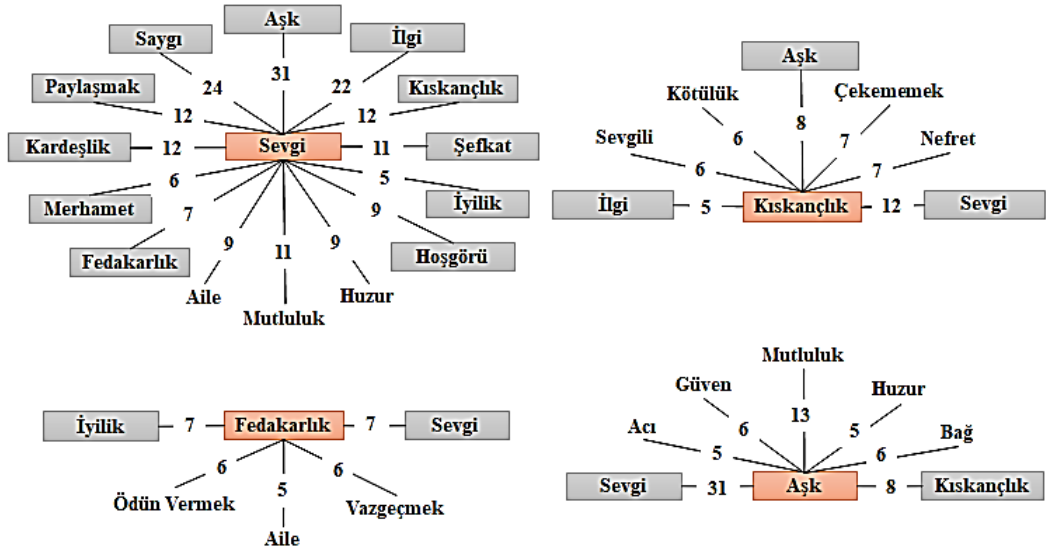 Aşk
Saygı
İlgi
Paylaşmak
Kıskançlık
24
31
22
12
12
Kardeşlik
12
Sevgi
11
Şefkat
Merhamet
6
5
İyilik
7
9
Fedakarlık
9
11
9
Hoşgörü
Aile
Mutluluk
Huzur
Aşk
Kötülük
Çekememek
Sevgili
6
8
7
Nefret
6
7
İlgi
5
Kıskançlık
12
Sevgi
İyilik
7
Fedakarlık
7
Sevgi
6
5
6
Ödün Vermek
Vazgeçmek
Aile
Mutluluk
Güven
Huzur
Acı
6
13
5
Bağ
5
6
Sevgi
31
Aşk
8
Kıskançlık